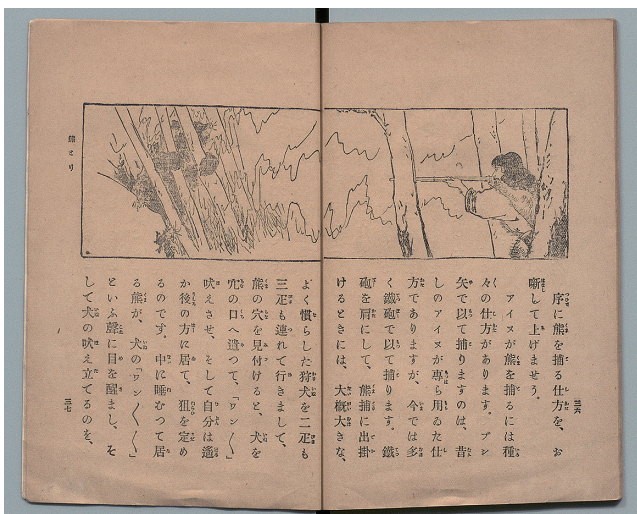 序に熊を捕る仕方を、お
噺して上げませう。
アイヌが熊を捕るには種
々の仕方があります。ブシ
矢で以て捕りますのは、昔
しのアイヌが專ら用ゐた仕
方でありますが、今では多
く鐵砲で以て捕ります。鐵
砲を肩にして、熊捕に出掛
けるときには、大概大きな、
三六
よく慣らした狩犬を二疋も
三疋も連れて行きまして、
熊の穴を見付けると、犬を
穴の口へ遣つて、「ワン〱」
吠えさせ、そして自分は遙
か後の方に居て、狙を定め
るのです。中に睡むつて居
る熊が、犬の「ワン〱〱」
といふ聲に目を醒まし、そ
して犬の吠え立てるのを、
熊とり
三七